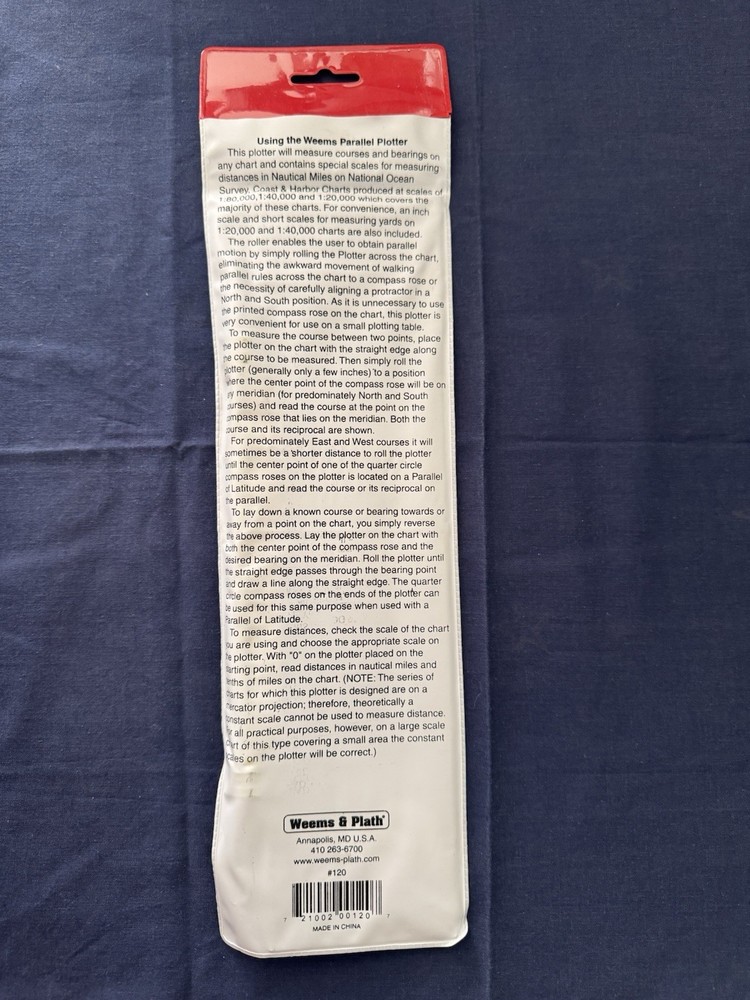 Using the Weems Parallel Plotter
This plotter will measure courses and bearings on
any chart and contains special scales for measuring
distances in Nautical Miles on National Ocean
Survey, Coast & Harbor Charts produced at scales of
1:80,000,1:40,000 and 1:20,000 which covers the
majority of these charts. For convenience, an inch
scale and short scales for measuring yards on
1:20,000 and 1:40,000 charts are also included.
The roller enables the user to obtain parallel
motion by simply rolling the Plotter across the chart,
eliminating the awkward movement of walking
parallel rules across the chart to a compass rose or
the necessity of carefully aligning a protractor in a
North and South position. As it is unnecessary to use
the printed compass rose on the chart, this plotter is
very convenient for use on a small plotting table.
To measure the course between two points, place
the plotter on the chart with the straight edge along
the course to be measured. Then simply roll the
plotter (generally only a few inches) to a position
where the center point of the compass rose will be on
any meridian (for predominately North and South
courses) and read the course at the point on the
compass rose that lies on the meridian. Both the
course and its reciprocal are shown.
For predominately East and West courses it will
sometimes be a shorter distance to roll the plotter
until the center point of one of the quarter circle
compass roses on the plotter is located on a Parallel
of Latitude and read the course or its reciprocal on
the parallel.
To lay down a known course or bearing towards or
away from a point on the chart, you simply reverse
the above process. Lay the plotter on the chart with
both the center point of the compass rose and the
desired bearing on the meridian. Roll the plotter until
the straight edge passes through the bearing point
and draw a line along the straight edge. The quarter
circle compass roses on the ends of the plotter can
be used for this same purpose when used with a
Parallel of Latitude.
To measure distances, check the scale of the chart
you are using and choose the appropriate scale on
the plotter. With "0" on the plotter placed on the
starting point, read distances in nautical miles and
tenths of miles on the chart. (NOTE: The series of
charts for which this plotter is designed are on a
mercator projection; therefore, theoretically a
constant scale cannot be used to measure distance.
For all practical purposes, however, on a large scale
chart of this type covering a small area the constant
scales on the plotter will be correct.)
Weems & Plath®
Annapolis, MD U.S.A.
410 263-6700
www.weems-plath.com
#120
7 21002 00120 7
MADE IN CHINA